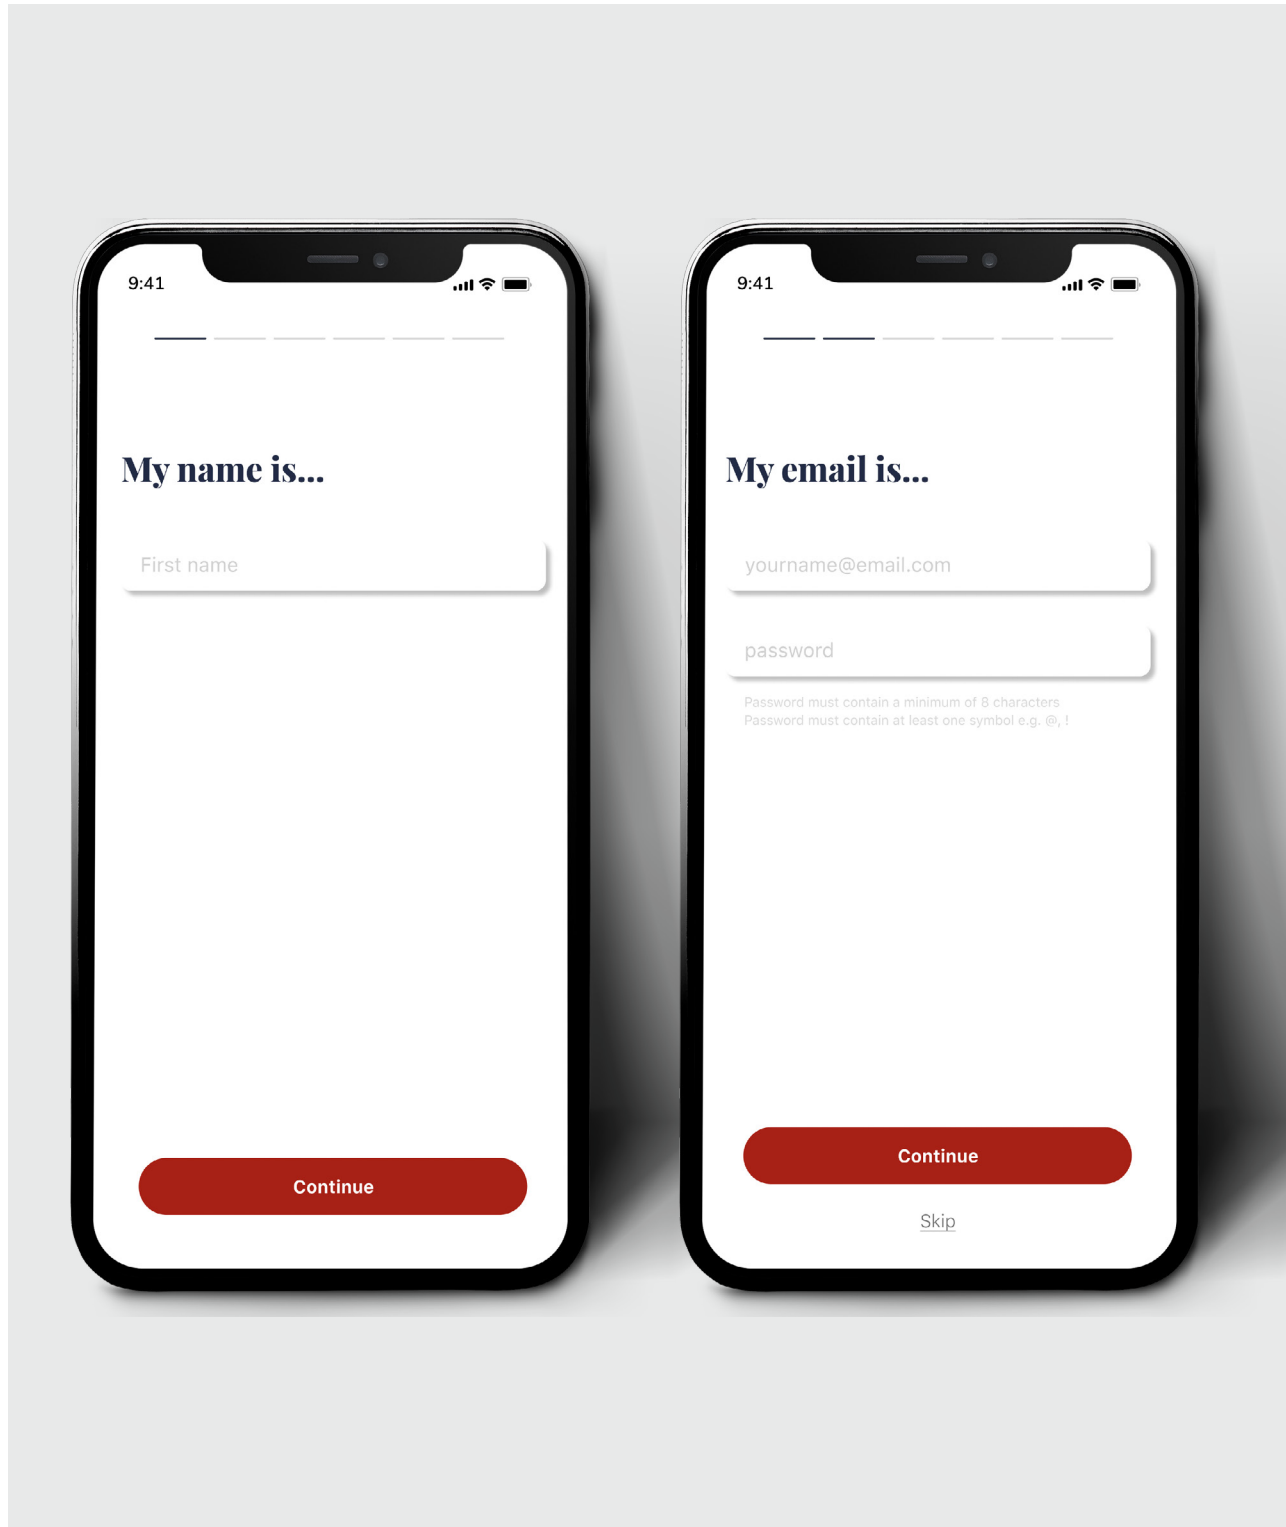 9:41
My name is...
First name
Continue
9:41
My email is...
yourname@email.com
password
Password must contain a minimum of 8 characters
Password must contain at least one symbol e.g. @, !
Continue
Skip